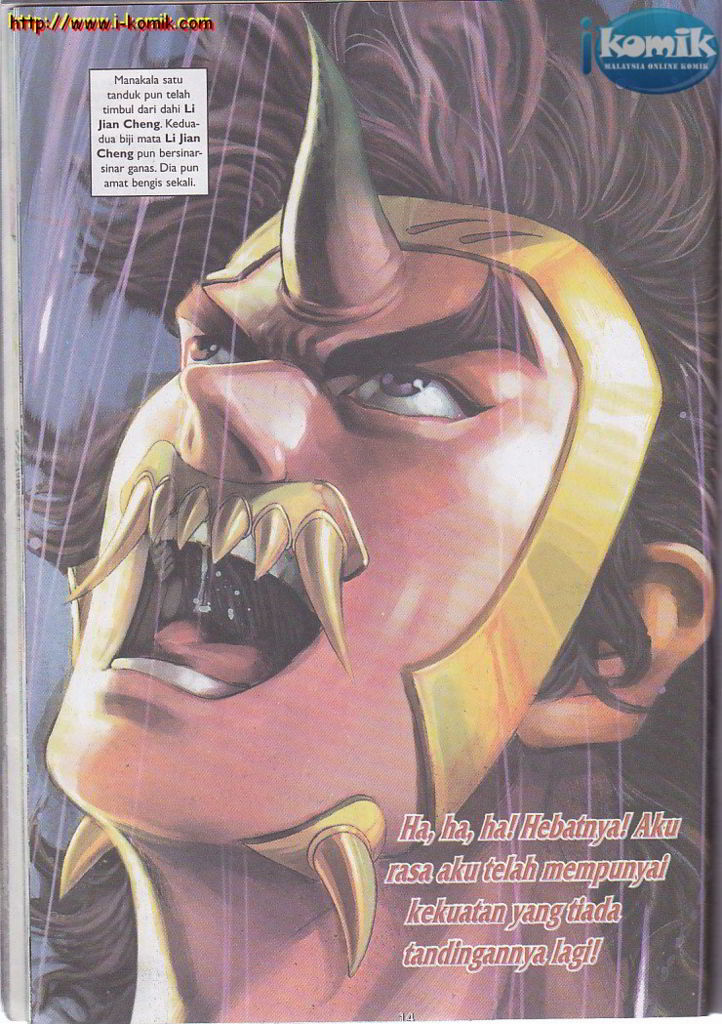 http://www.i-komik.com
ikomik
MALAYSIA ONLINE KOMIK
Manakala satu
tanduk pun telah
timbul dari dahi Li
Jian Cheng. Kedua-
dua biji mata Li Jian
Cheng pun bersinar-
sinar ganas. Dia pun
amat bengis sekali.
Ha, ha, ha! Hebatnya! Aku
rasa aku telah mempunyai
kekuatan yang tiada
tandingannya lagi!
14